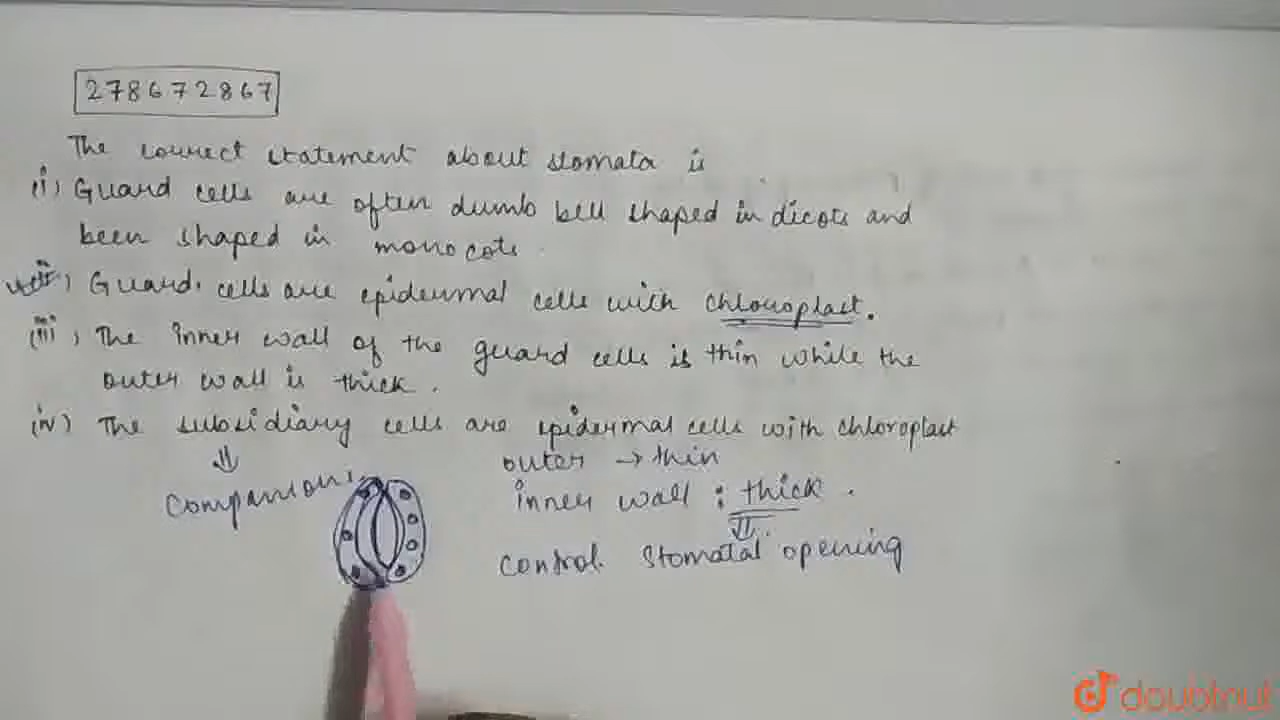 278672867
The correct statement about stomata is
(i) Guard cells are often dumb bell shaped in dicots and
been shaped in monocots.
ii) Guard cells are epidermal cells with chloroplast.
(iii) The inner wall of the guard cells is thin while the
outer wall is thick.
(iv) The subsidiary cells are epidermal cells with chloroplast
⇓ outer → thin
Companion inner wall : thick.
⇓
control stomatal opening
doubtnut